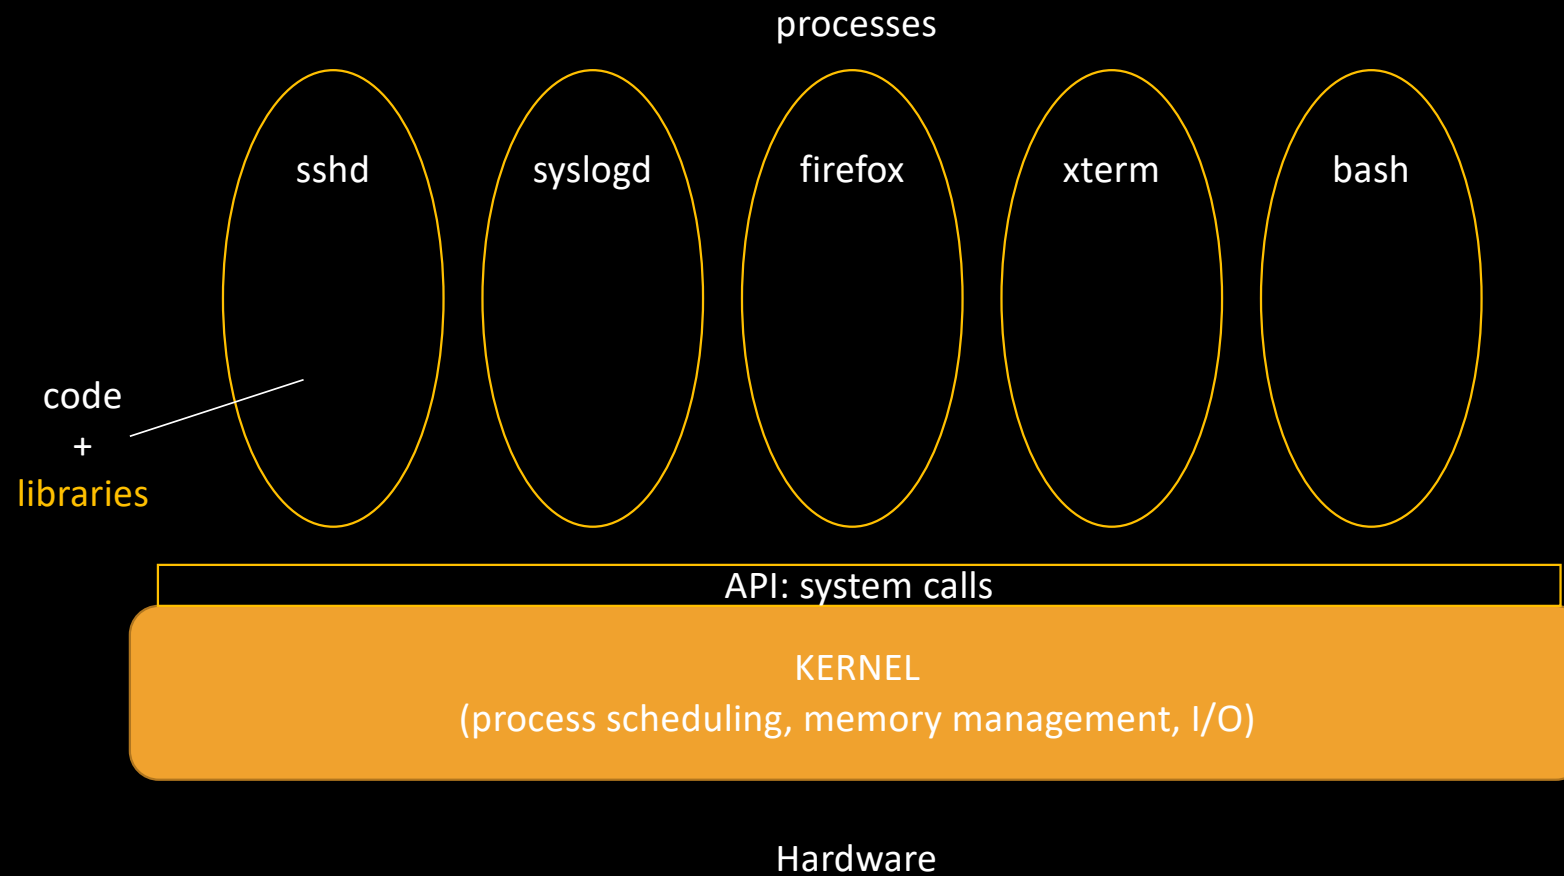 processes
sshd
syslogd
firefox
xterm
bash
code
+
libraries
API: system calls
KERNEL
(process scheduling, memory management, I/O)
Hardware